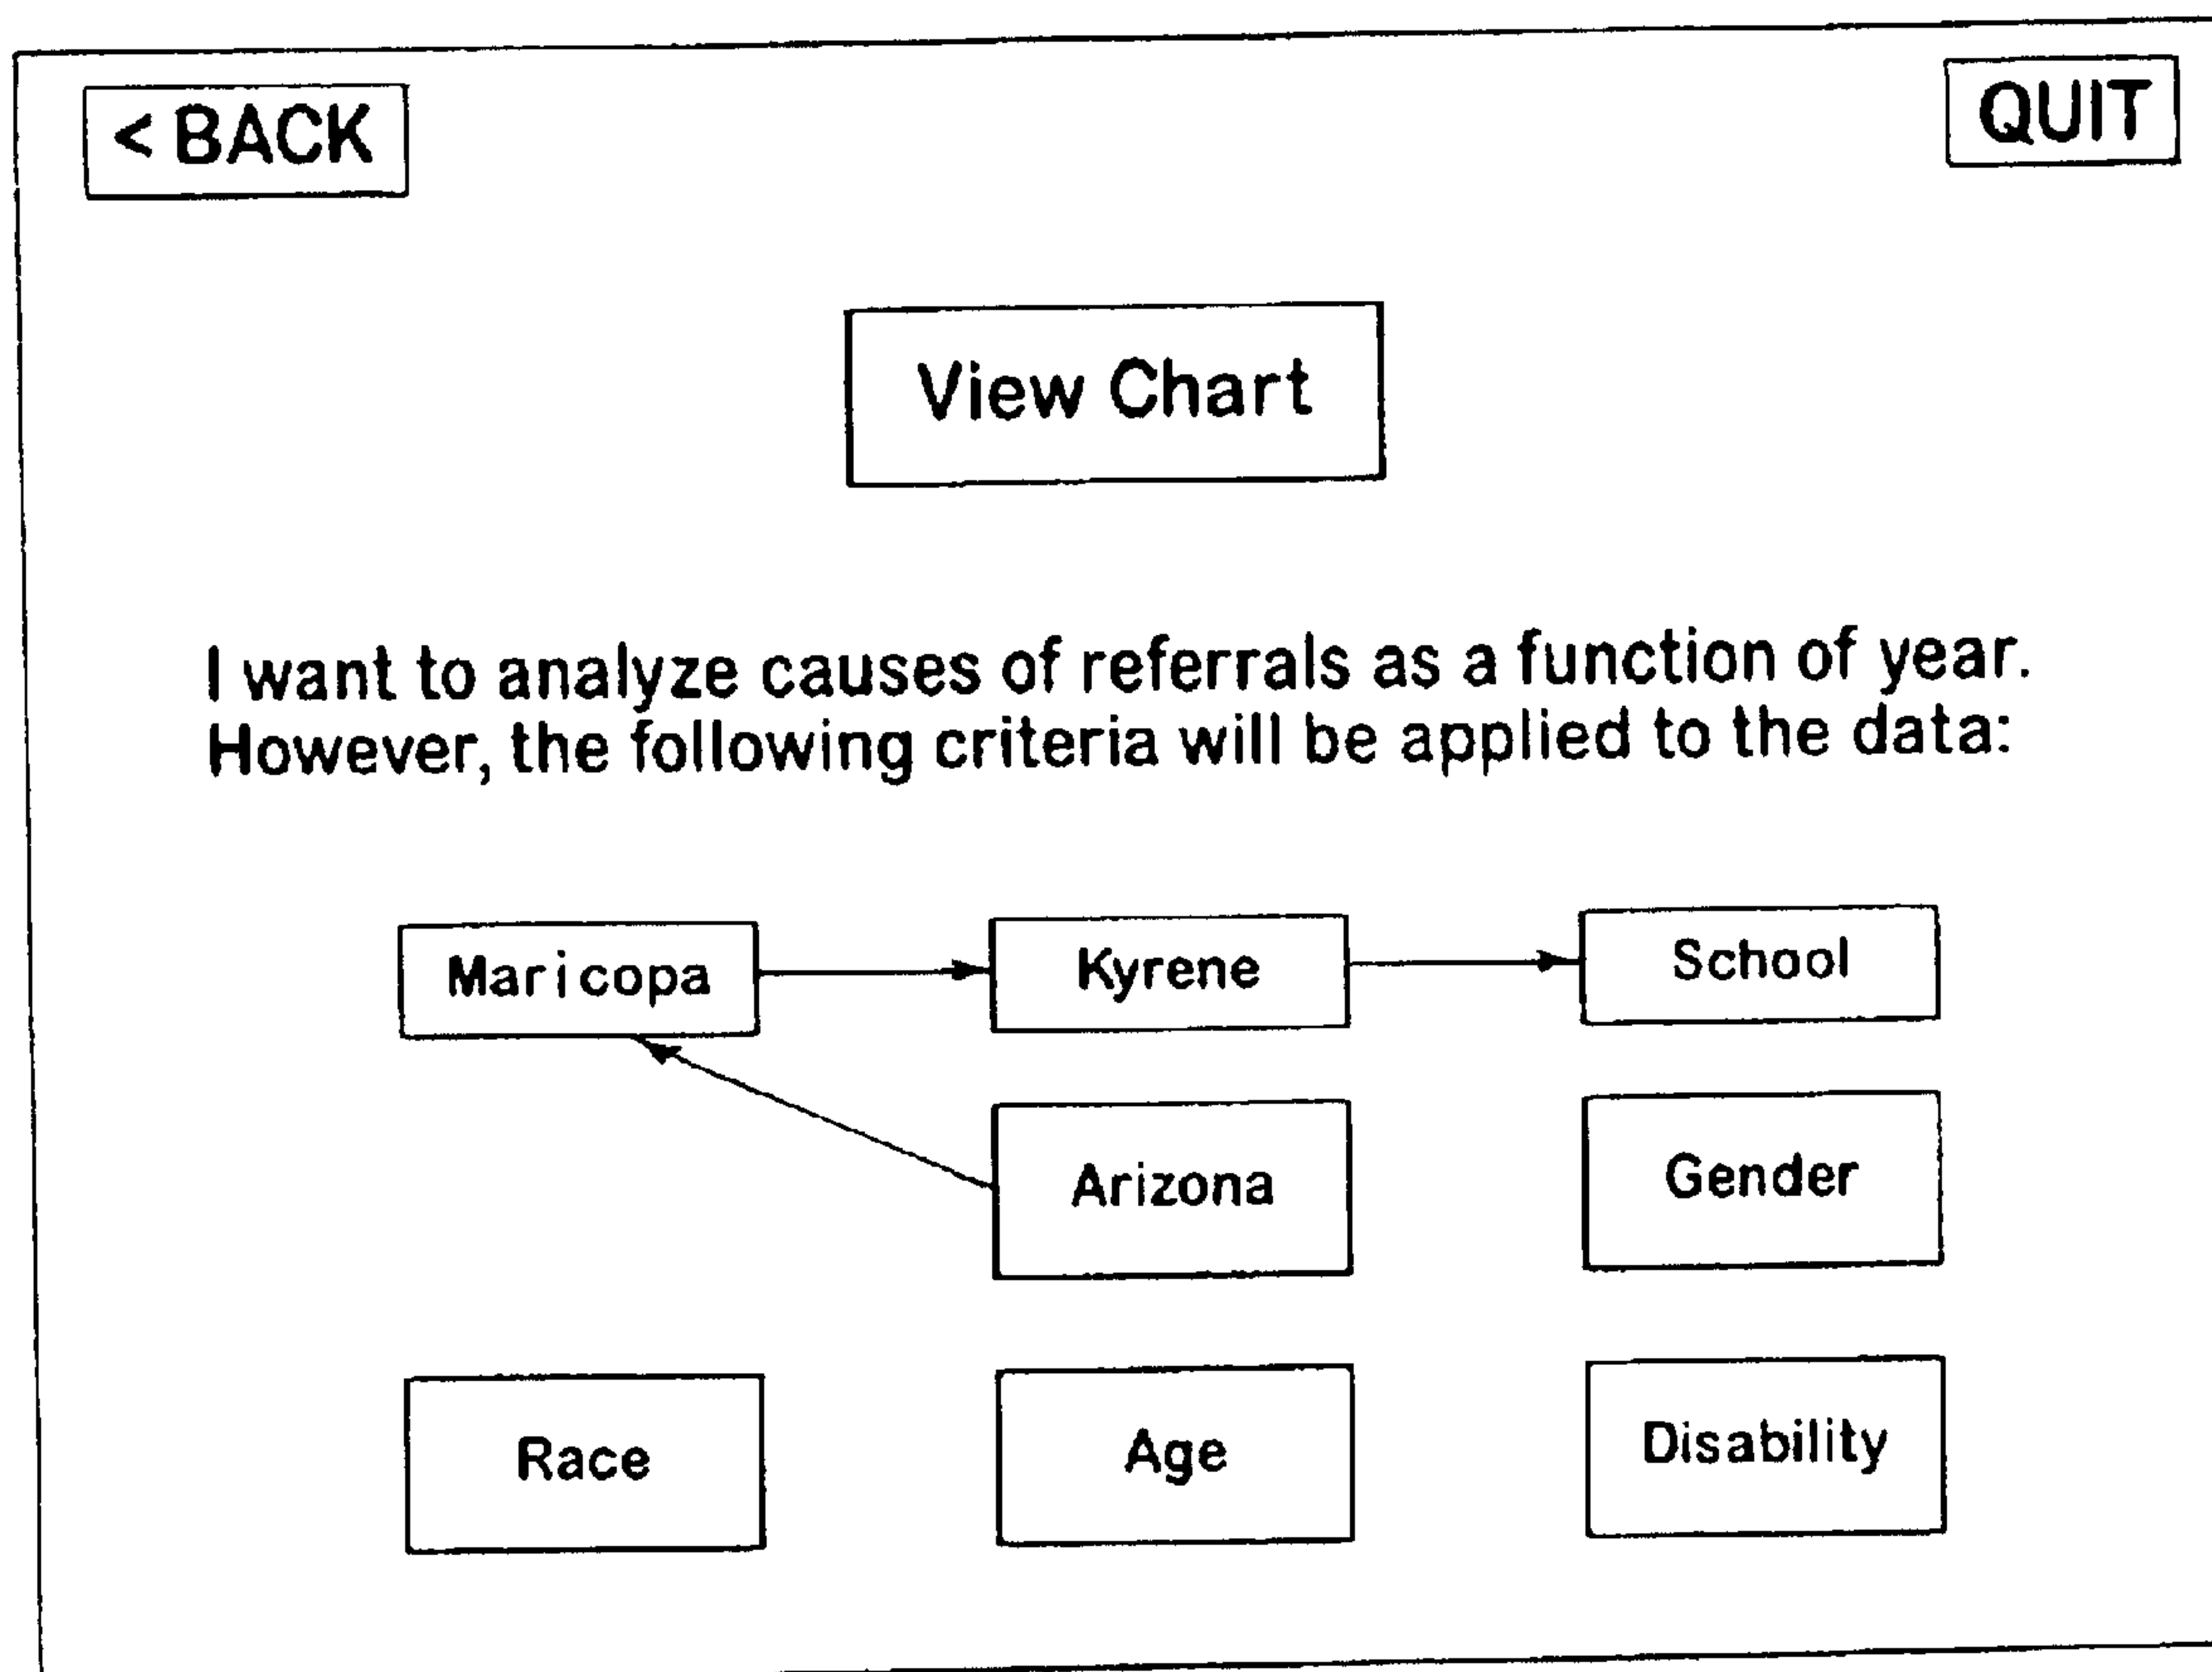 < BACK
QUIT
View Chart
I want to analyze causes of referrals as a function of year.
However, the following criteria will be applied to the data:
Maricopa
Kyrene
School
Arizona
Gender
Race
Age
Disability